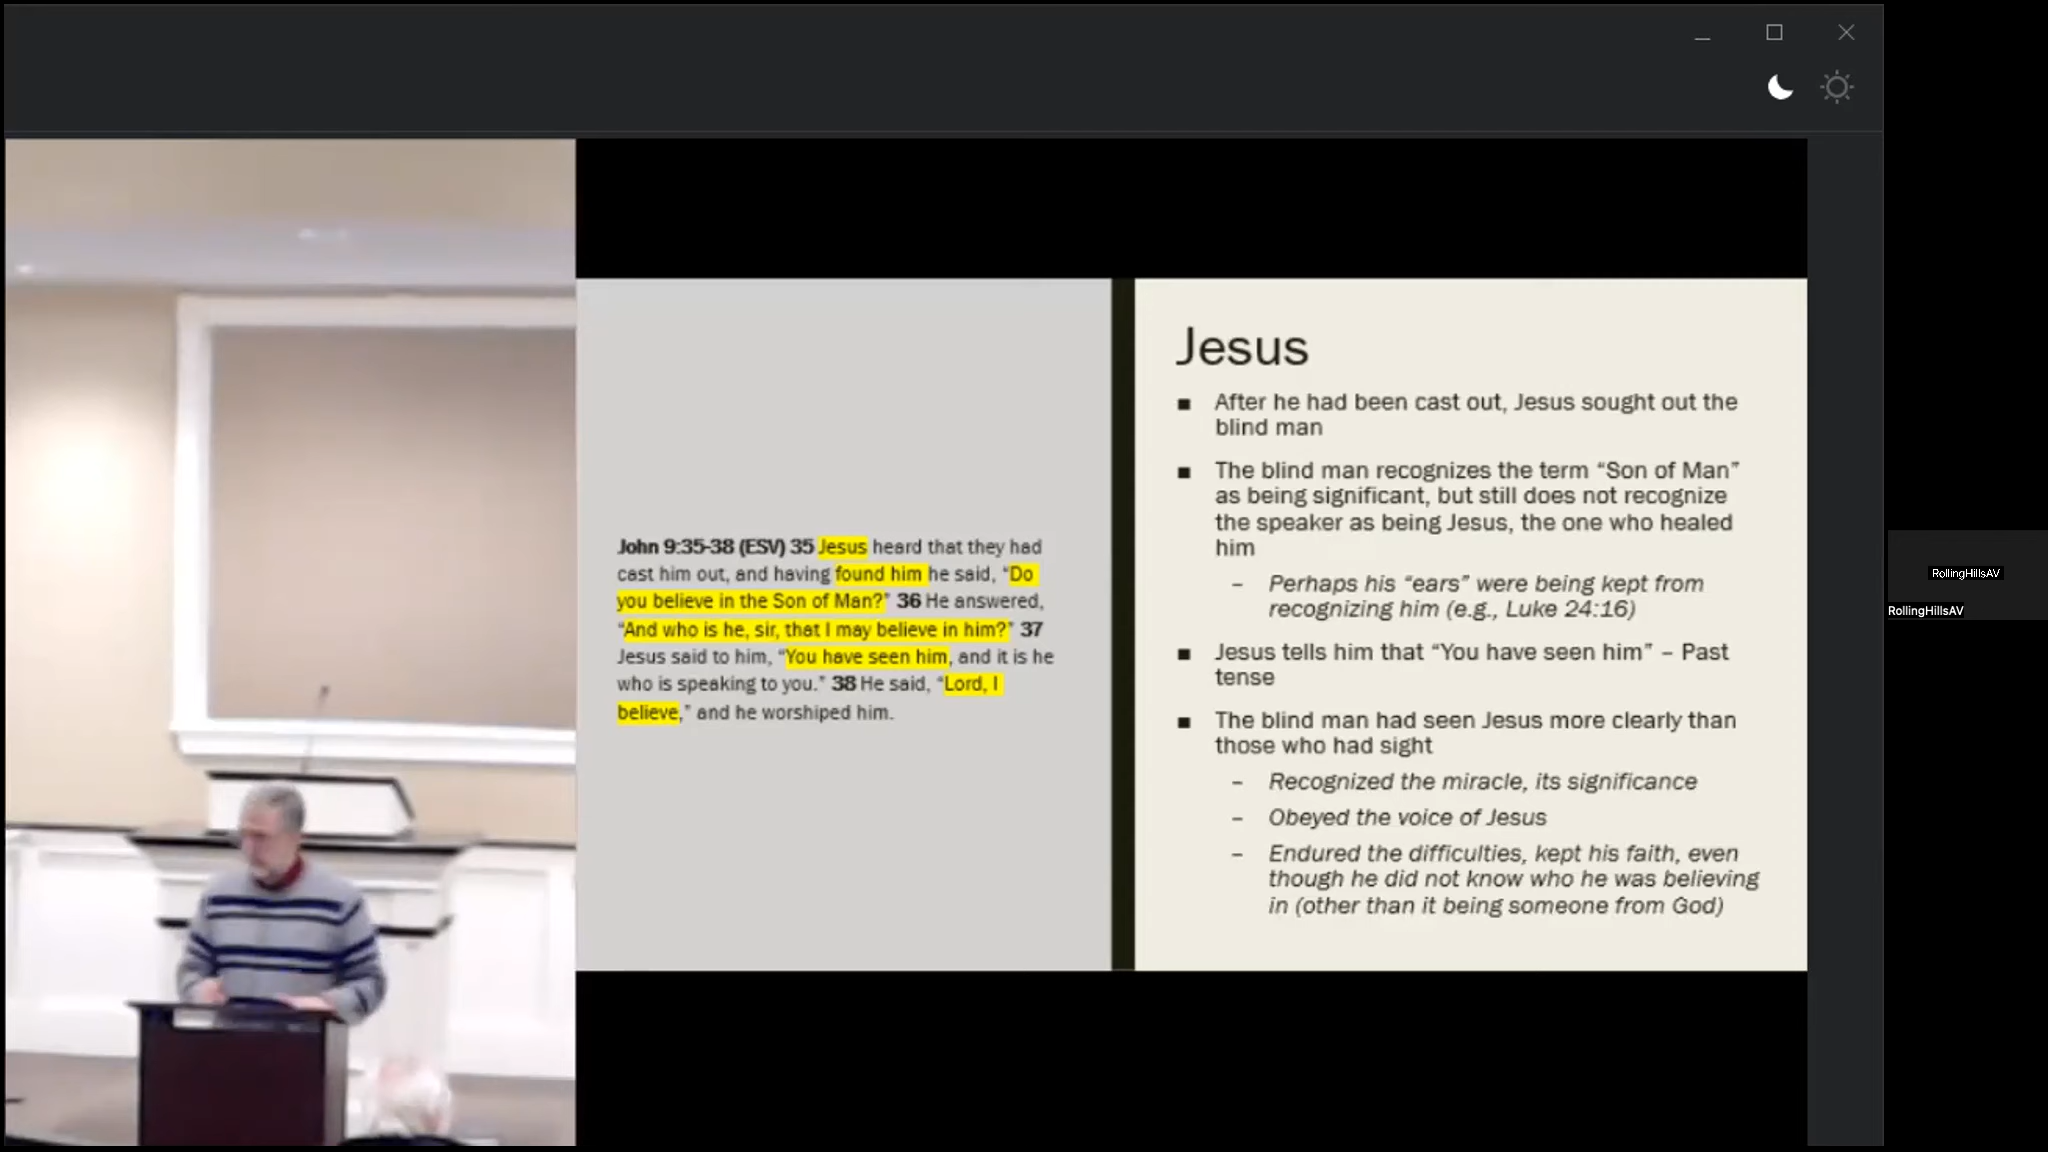 John 9:35-38 (ESV) 35 Jesus heard that they had
cast him out, and having found him he said, “Do
you believe in the Son of Man?” 36 He answered,
“And who is he, sir, that I may believe in him?” 37
Jesus said to him, “You have seen him, and it is he
who is speaking to you.” 38 He said, “Lord, I
believe,” and he worshiped him.
Jesus
■ After he had been cast out, Jesus sought out the
blind man
■ The blind man recognizes the term “Son of Man”
as being significant, but still does not recognize
the speaker as being Jesus, the one who healed
him
– Perhaps his “ears” were being kept from
recognizing him (e.g., Luke 24:16)
■ Jesus tells him that “You have seen him” – Past
tense
■ The blind man had seen Jesus more clearly than
those who had sight
– Recognized the miracle, its significance
– Obeyed the voice of Jesus
– Endured the difficulties, kept his faith, even
though he did not know who he was believing
in (other than it being someone from God)
RollingHillsAV
RollingHillsAV